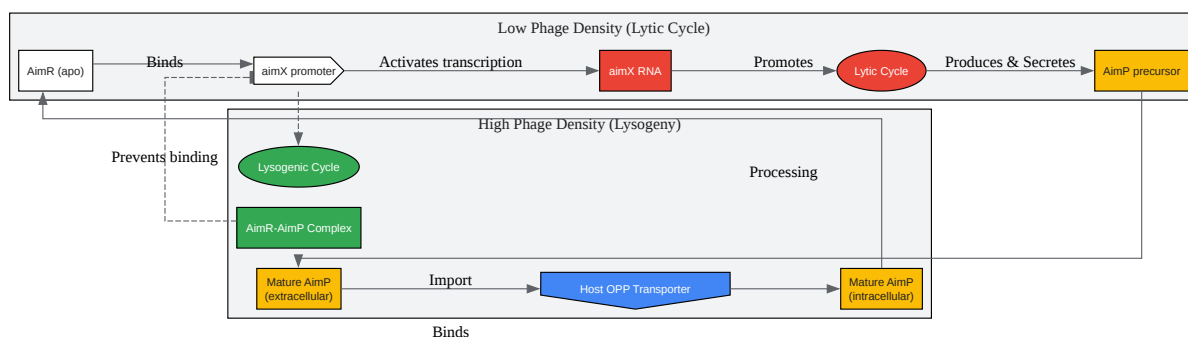 Low Phage Density (Lytic Cycle)
AimR (apo)
Binds
aimX promoter
Activates transcription
aimX RNA
Promotes
Lytic Cycle
Produces & Secretes
AimP precursor
High Phage Density (Lysogeny)
Prevents binding
Lysogenic Cycle
Processing
AimR-AimP Complex
Mature AimP
(extracellular)
Import
Host OPP Transporter
Mature AimP
(intracellular)
Binds